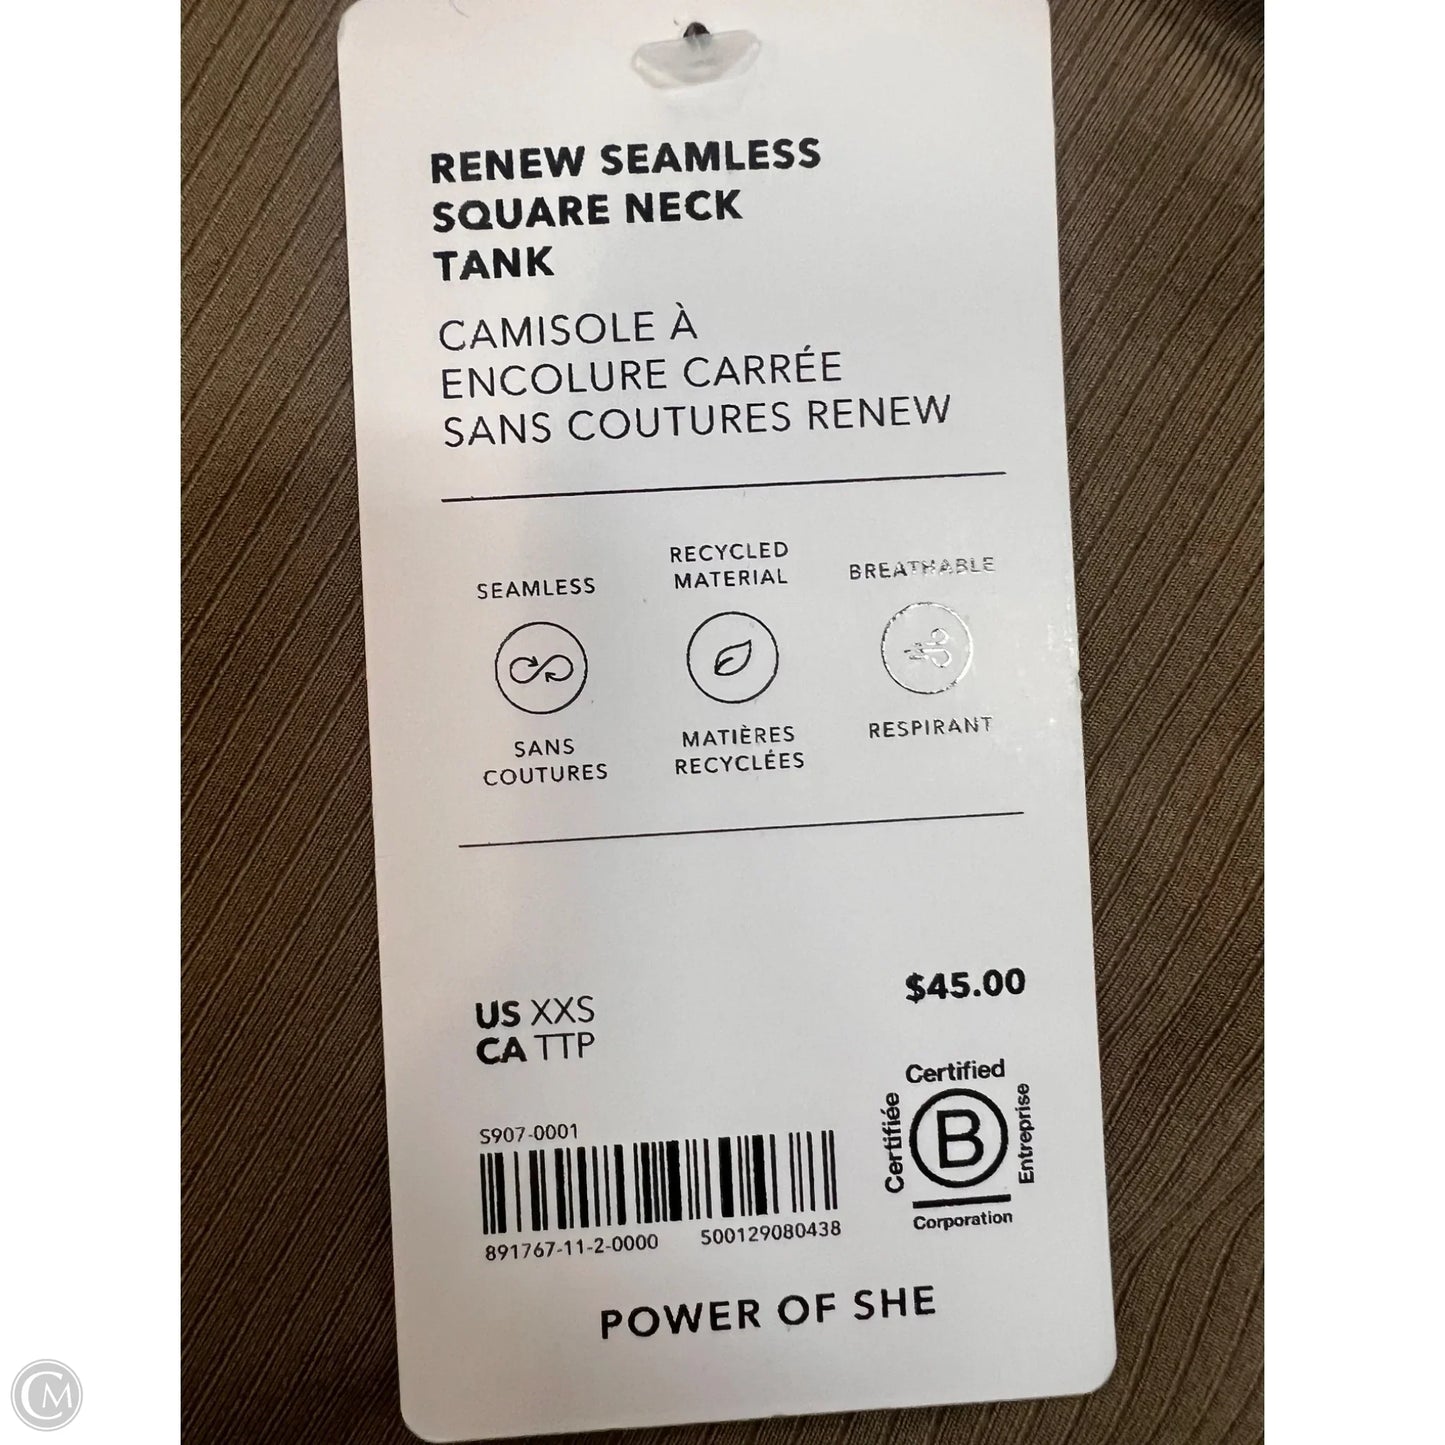 RENEW SEAMLESS
SQUARE NECK
TANK
CAMISOLE À
ENCOLURE CARRÉE
SANS COUTURES RENEW
SEAMLESS
SANS
COUTURES
RECYCLED
MATERIAL
MATIÈRES
RECYCLÉES
BREATHABLE
RESPIRANT
$45.00
US XXS
CA TTP
S907-0001
891767-11-2-0000 500129080438
Certified
Certifiée
B
Entreprise
Corporation
POWER OF SHE
CM